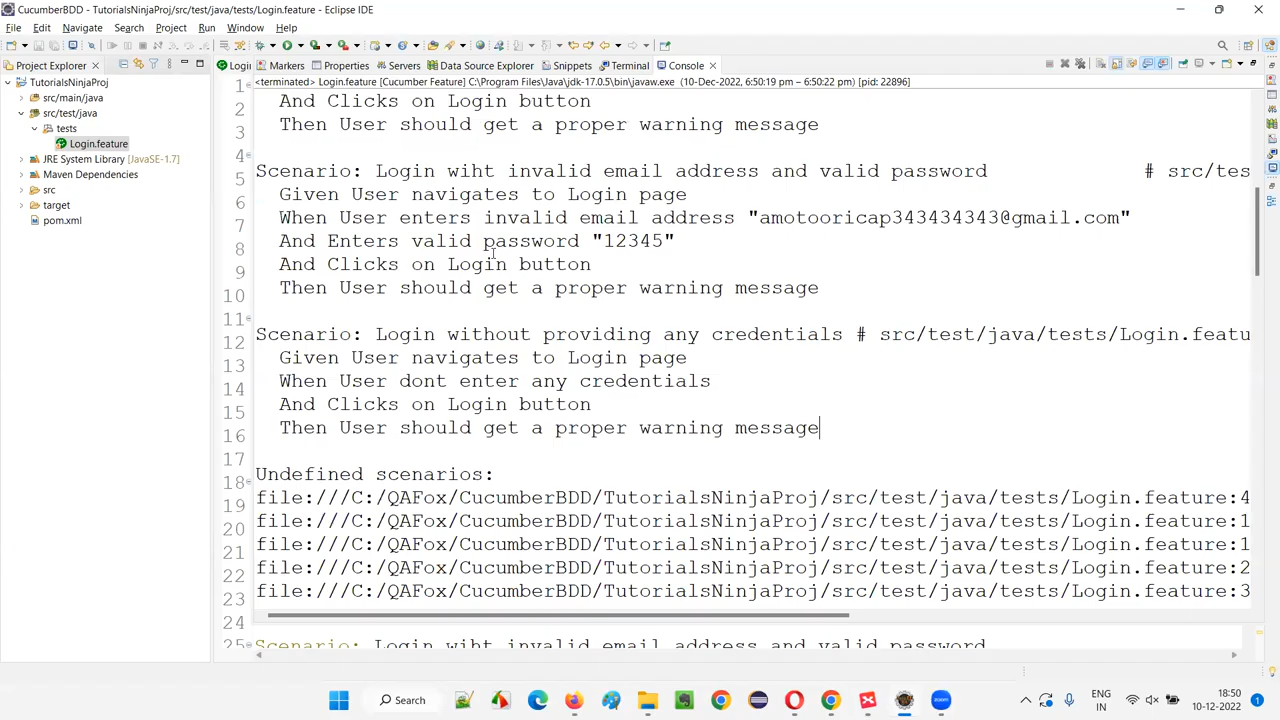 CucumberBDD - TutorialsNinjaProj/src/test/java/tests/Login.feature - Eclipse IDE
File Edit Navigate Search Project Run Window Help
Project Explorer
TutorialsNinjaProj
src/main/java
src/test/java
tests
Login.feature
JRE System Library [JavaSE-1.7]
Maven Dependencies
src
target
pom.xml
Logi Markers Properties Servers Data Source Explorer Snippets Terminal Console
<terminated> Login.feature [Cucumber Feature] C:\Program Files\Java\jdk-17.0.5\bin\javaw.exe (10-Dec-2022, 6:50:19 pm – 6:50:22 pm) [pid: 22896]
1
2
3
4
5
6
7
8
9
10
11
12
13
14
15
16
17
18
19
20
21
22
23
24
25
And Clicks on Login button
Then User should get a proper warning message
Scenario: Login wiht invalid email address and valid password # src/tes
Given User navigates to Login page
When User enters invalid email address "amotooricap343434343@gmail.com"
And Enters valid password "12345"
And Clicks on Login button
Then User should get a proper warning message
Scenario: Login without providing any credentials # src/test/java/tests/Login.featu
Given User navigates to Login page
When User dont enter any credentials
And Clicks on Login button
Then User should get a proper warning message
Undefined scenarios:
file:///C:/QAFox/CucumberBDD/TutorialsNinjaProj/src/test/java/tests/Login.feature:4
file:///C:/QAFox/CucumberBDD/TutorialsNinjaProj/src/test/java/tests/Login.feature:1
file:///C:/QAFox/CucumberBDD/TutorialsNinjaProj/src/test/java/tests/Login.feature:1
file:///C:/QAFox/CucumberBDD/TutorialsNinjaProj/src/test/java/tests/Login.feature:2
file:///C:/QAFox/CucumberBDD/TutorialsNinjaProj/src/test/java/tests/Login.feature:3
Scenario: Login wiht invalid email address and valid password
Search
ENG
IN
18:50
10-12-2022
1